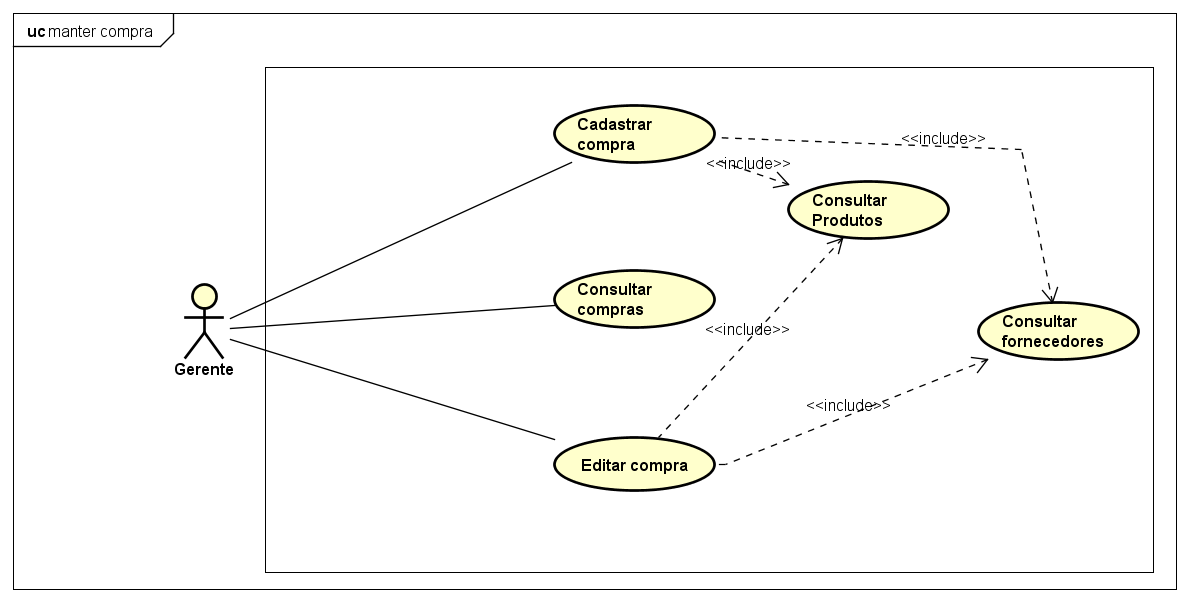 uc manter compra
Cadastrar
compra
<<include>>
<<include>>
Consultar
Produtos
Consultar
compras
Consultar
fornecedores
<<include>>
Gerente
<<include>>
Editar compra